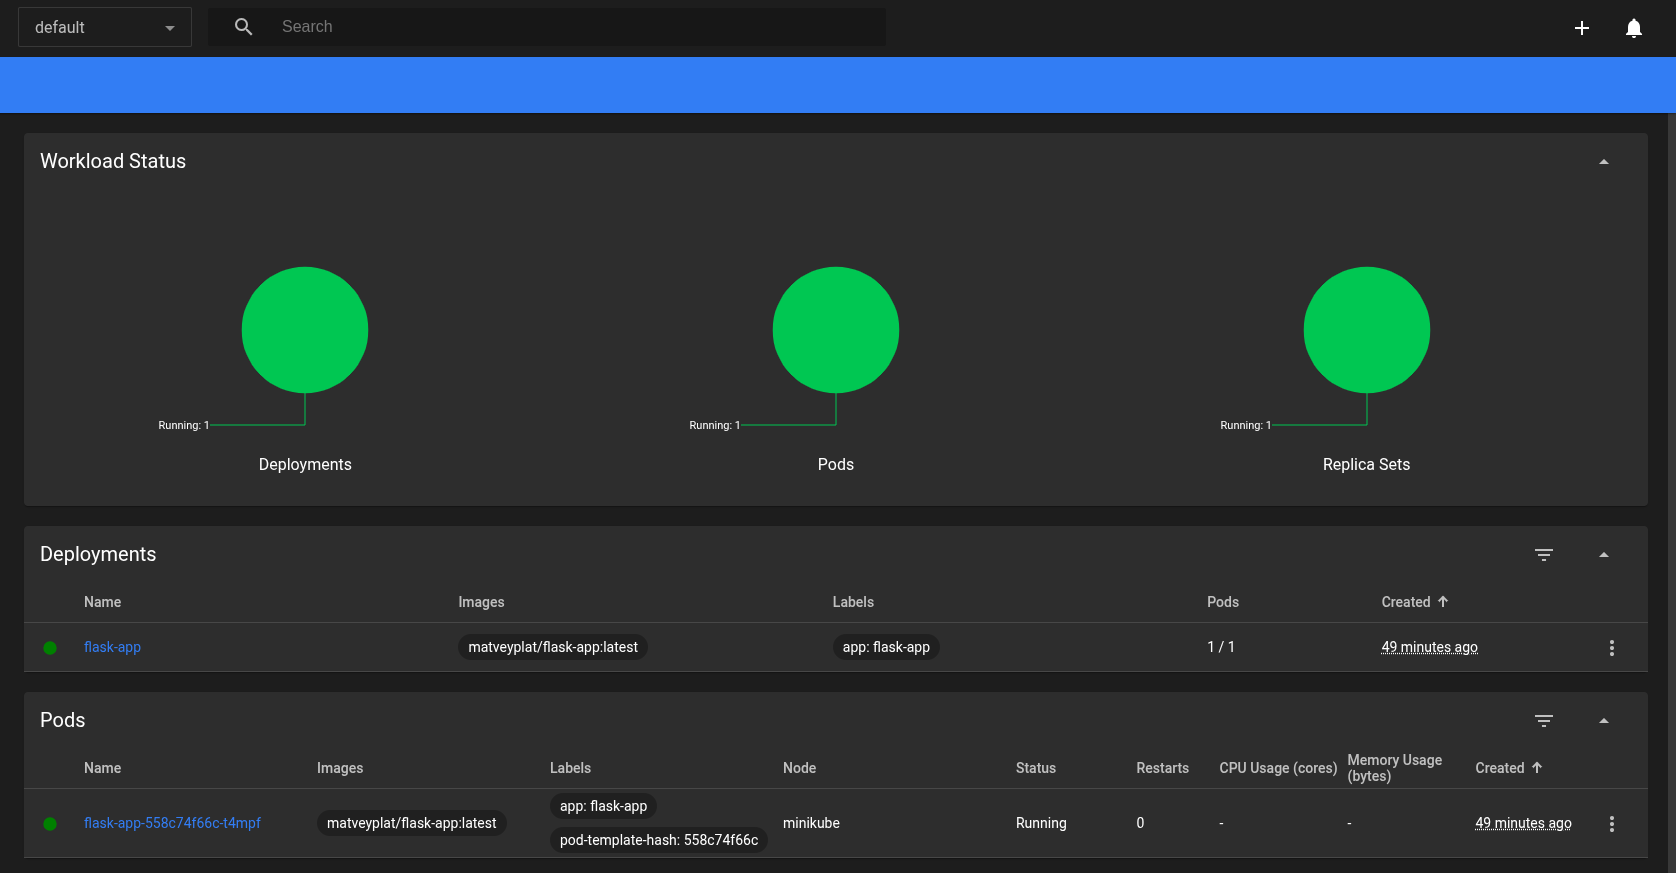 default Search
Workload Status
Running: 1 Running: 1 Running: 1
Deployments Pods Replica Sets
Deployments
Name Images Labels Pods Created
flask-app matveyplat/flask-app:latest app: flask-app 1 / 1 49 minutes ago
Pods
Name Images Labels Node Status Restarts CPU Usage (cores) Memory Usage (bytes) Created
flask-app-558c74f66c-t4mpf matveyplat/flask-app:latest app: flask-app minikube Running 0 - - 49 minutes ago
pod-template-hash: 558c74f66c